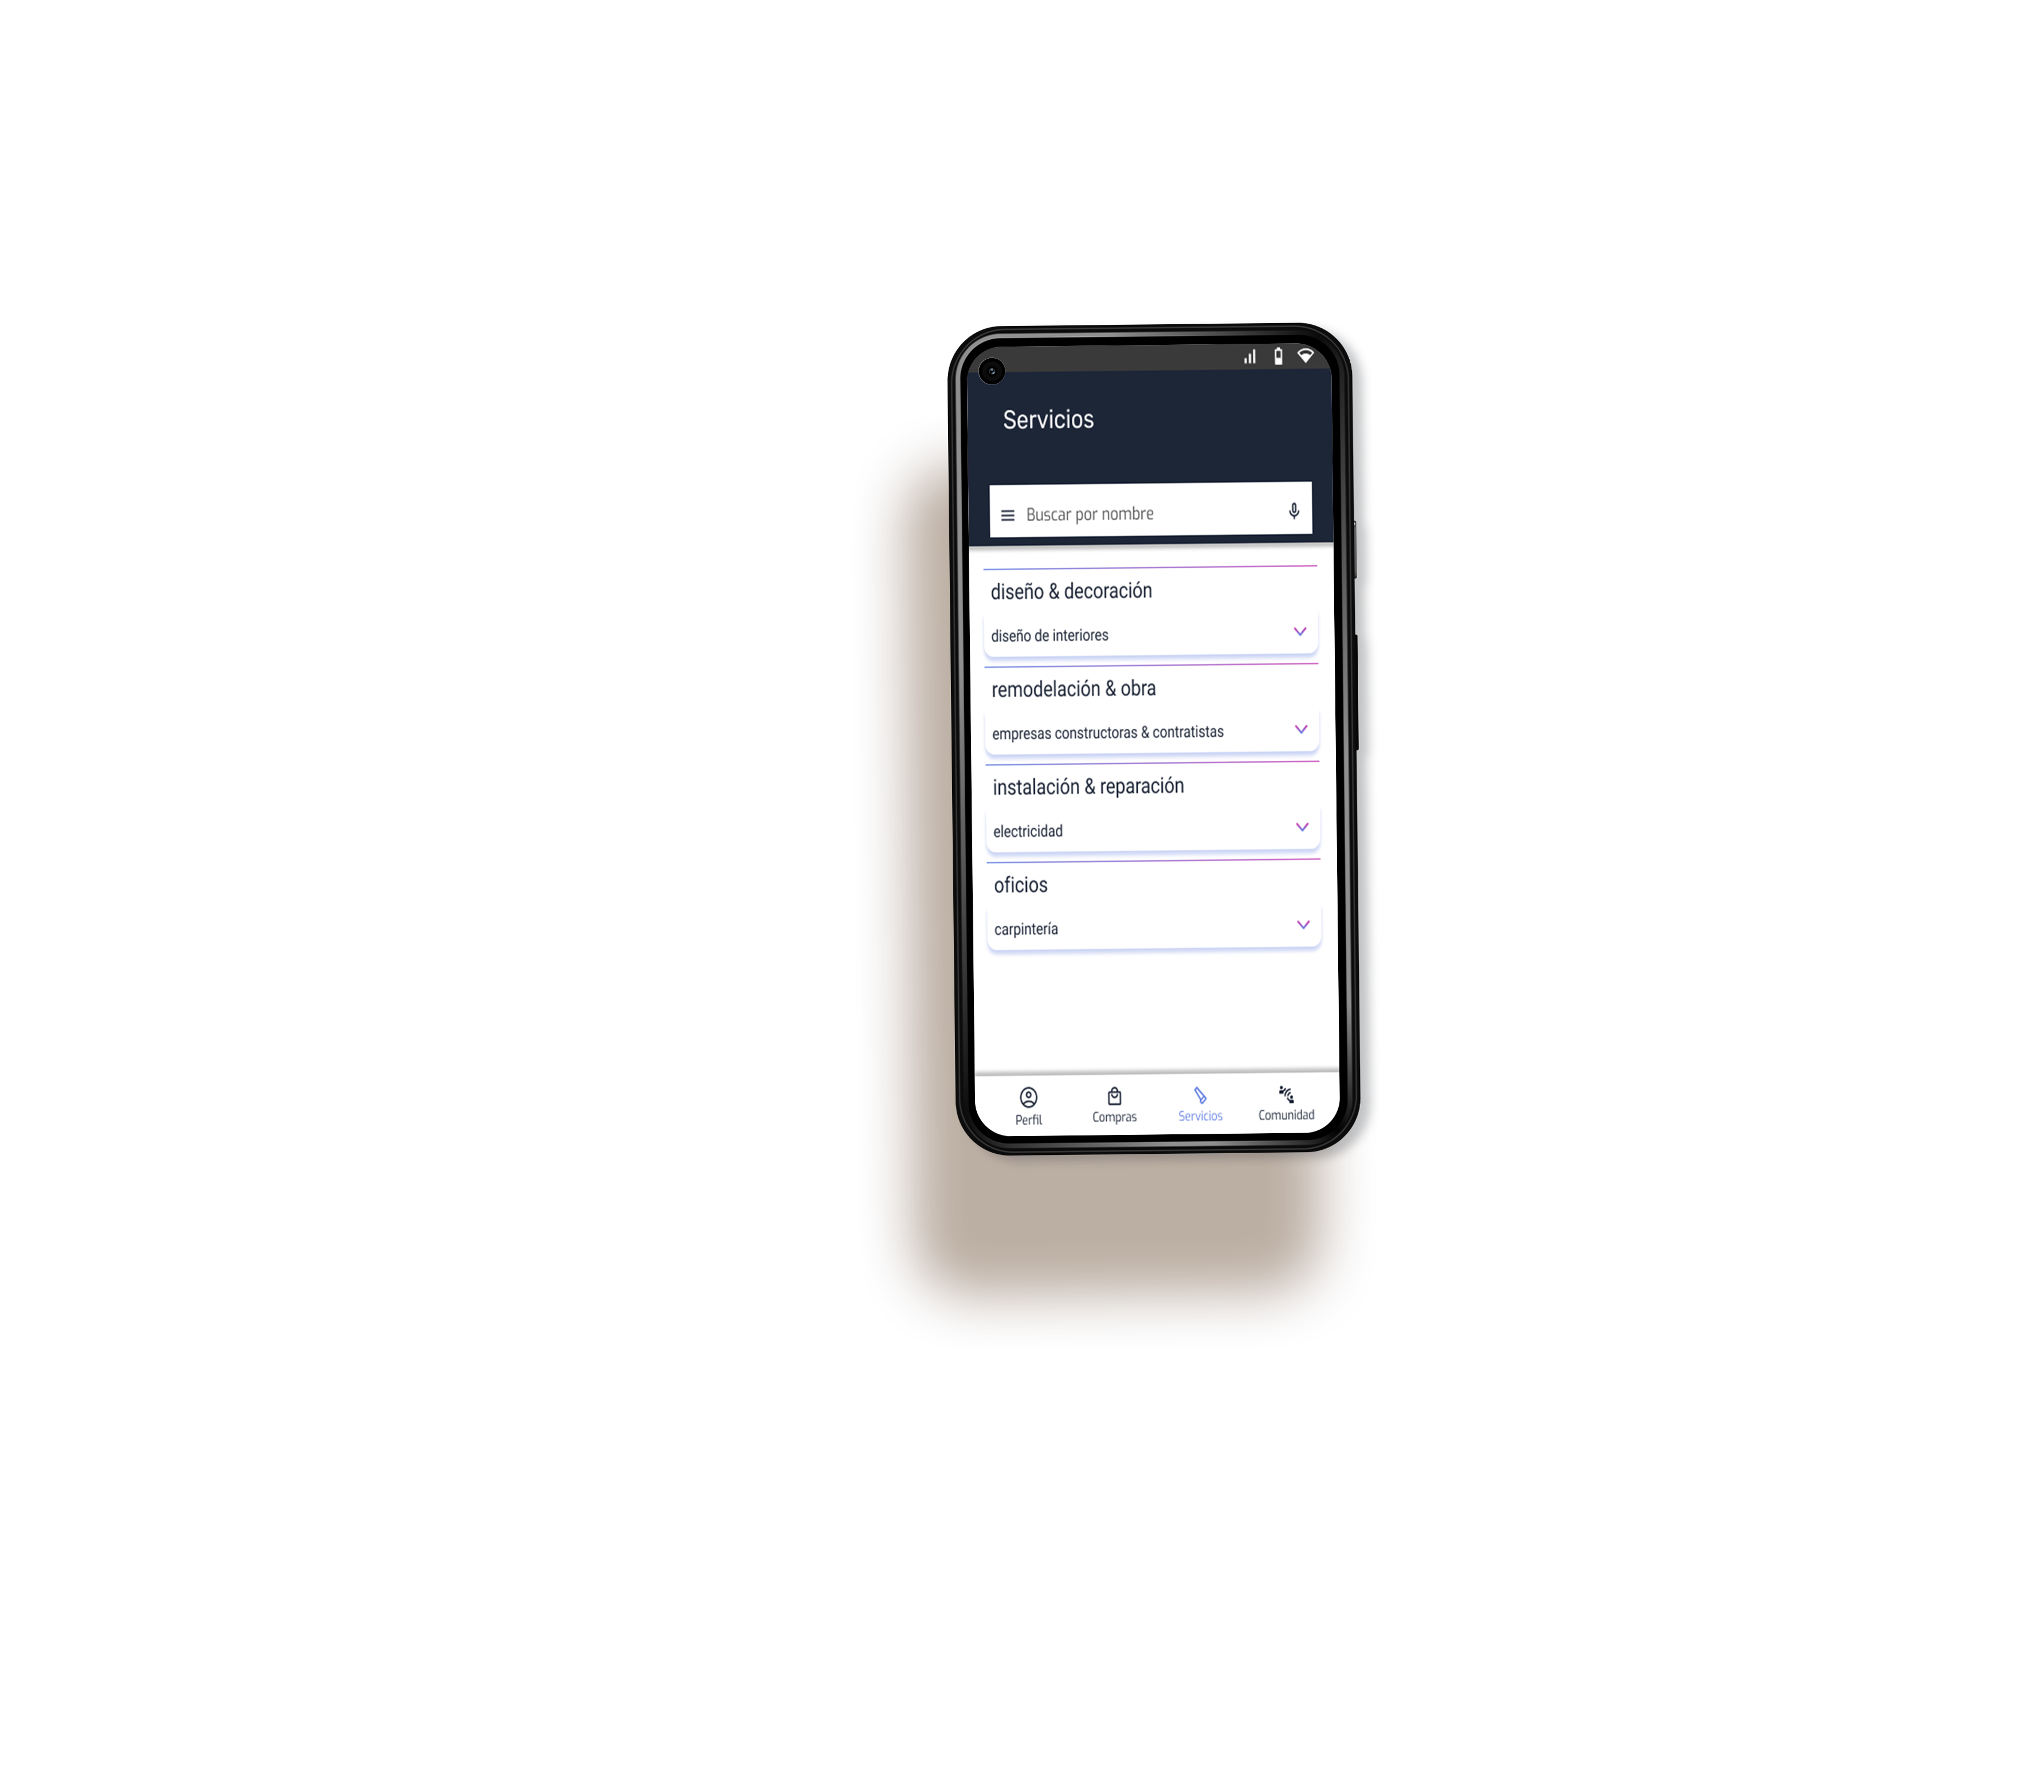 Servicios
Buscar por nombre
diseño & decoración
diseño de interiores
remodelación & obra
empresas constructoras & contratistas
instalación & reparación
electricidad
oficios
carpintería
Perfil
Compras
Servicios
Comunidad